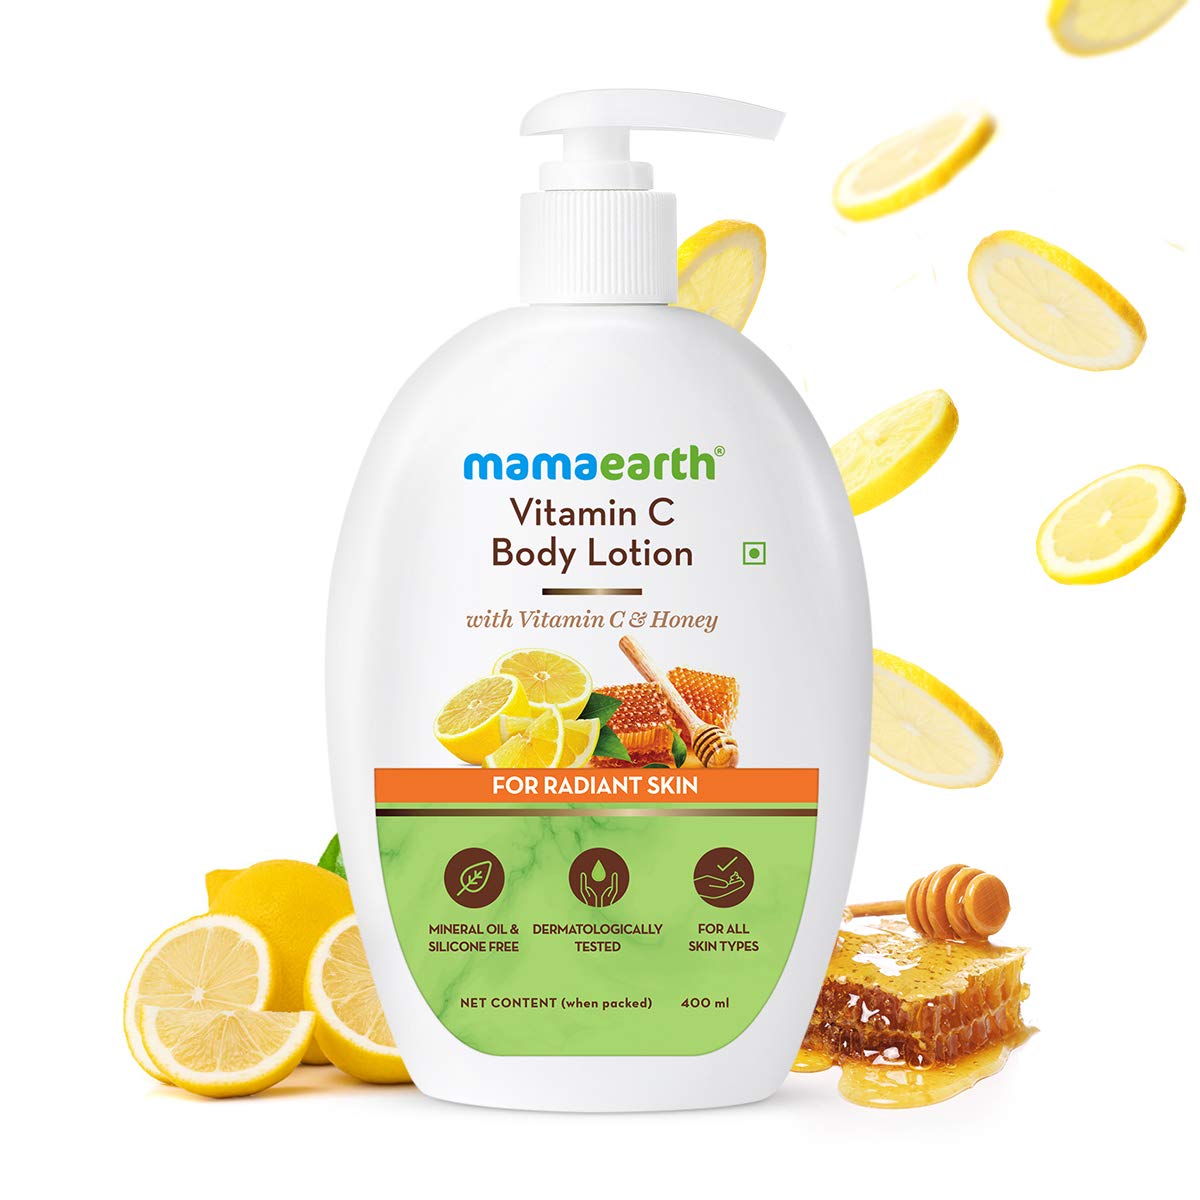 mamaearth®
Vitamin C
Body Lotion
with Vitamin C & Honey
FOR RADIANT SKIN
MINERAL OIL &
SILICONE FREE
DERMATOLOGICALLY
TESTED
FOR ALL
SKIN TYPES
NET CONTENT (when packed) 400 ml